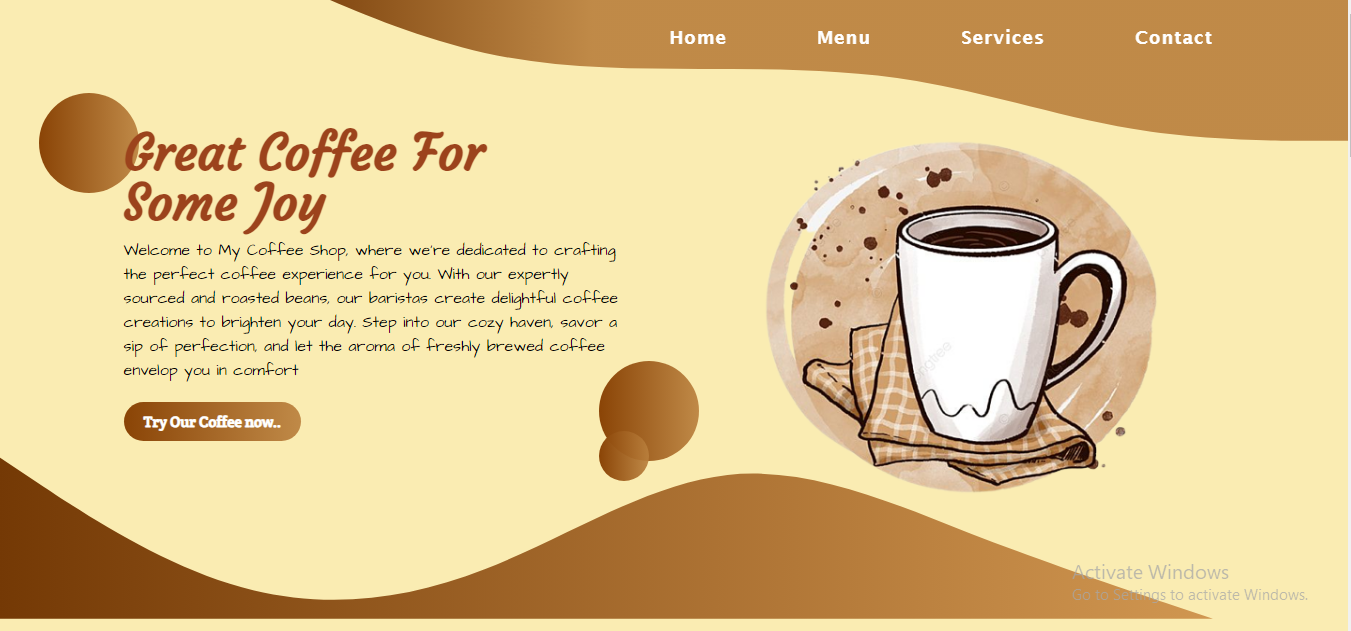 Home Menu Services Contact
Great Coffee For
Some Joy
Welcome to My Coffee Shop, where we're dedicated to crafting
the perfect coffee experience for you. With our expertly
sourced and roasted beans, our baristas create delightful coffee
creations to brighten your day. Step into our cozy haven, savor a
sip of perfection, and let the aroma of freshly brewed coffee
envelop you in comfort
Try Our Coffee now..
Activate Windows
Go to Settings to activate Windows.